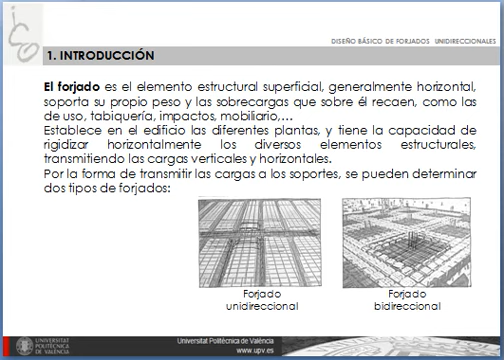 ico
DISEÑO BÁSICO DE FORJADOS UNIDIRECCIONALES
1. INTRODUCCIÓN
El forjado es el elemento estructural superficial, generalmente horizontal,
soporta su propio peso y las sobrecargas que sobre él recaen, como las
de uso, tabiquería, impactos, mobiliario,...
Establece en el edificio las diferentes plantas, y tiene la capacidad de
rigidizar horizontalmente los diversos elementos estructurales,
transmitiendo las cargas verticales y horizontales.
Por la forma de transmitir las cargas a los soportes, se pueden determinar
dos tipos de forjados:
Forjado
unidireccional
Forjado
bidireccional
UNIVERSITAT
POLITÈCNICA
DE VALÈNCIA
Universitat Politècnica de València
www.upv.es